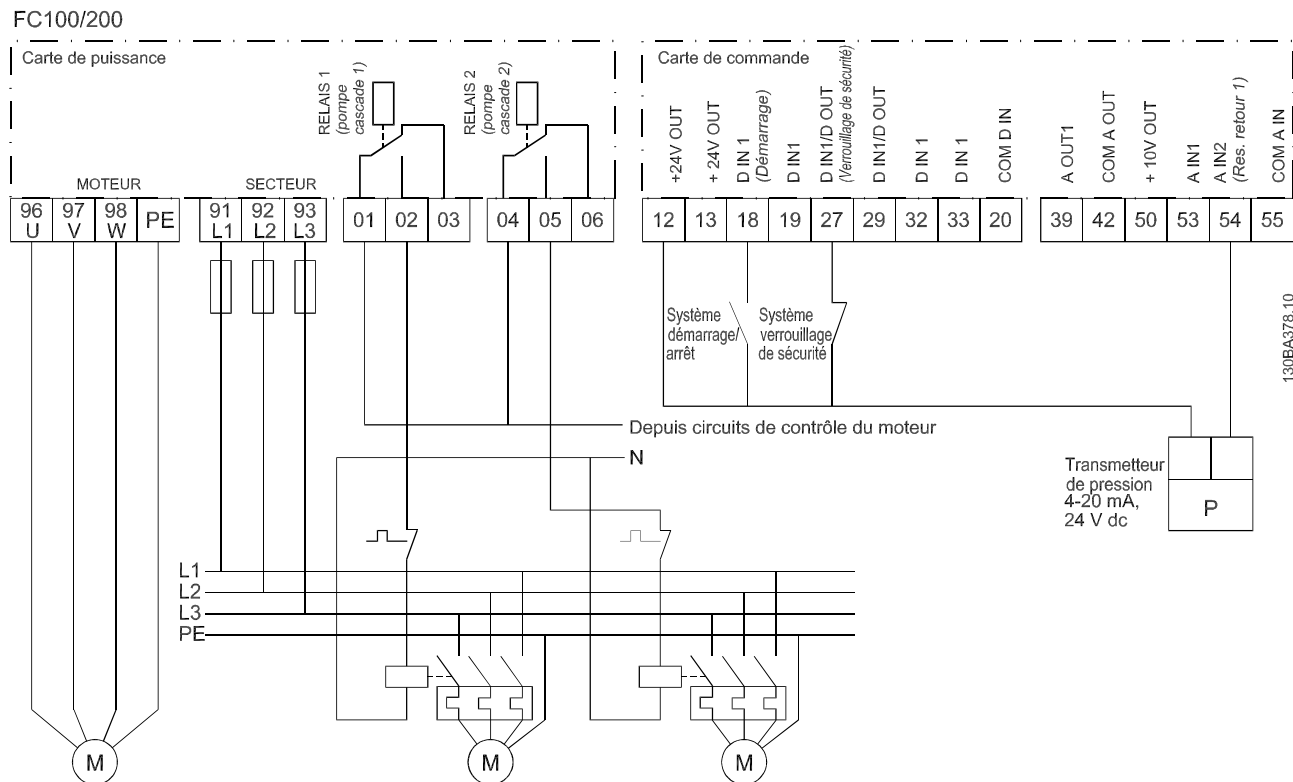 FC100/200
Carte de puissance
RELAIS 1
(pompe
cascade 1)
RELAIS 2
(pompe
cascade 2)
MOTEUR
SECTEUR
96
U
97
V
98
W
PE
91
L1
92
L2
93
L3
01
02
03
04
05
06
Carte de commande
+24V OUT
+ 24V OUT
D IN 1
(Démarrage)
D IN1
D IN1/D OUT
(Verrouillage de sécurité)
D IN1/D OUT
D IN 1
D IN 1
COM D IN
A OUT1
COM A OUT
+ 10V OUT
A IN1
A IN2
(Res. retour 1)
COM A IN
12
13
18
19
27
29
32
33
20
39
42
50
53
54
55
Système
démarrage/
arrêt
Système
verrouillage
de sécurité
130BA378.10
Depuis circuits de contrôle du moteur
N
Transmetteur
de pression
4-20 mA,
24 V dc
P
L1
L2
L3
PE
M
M
M